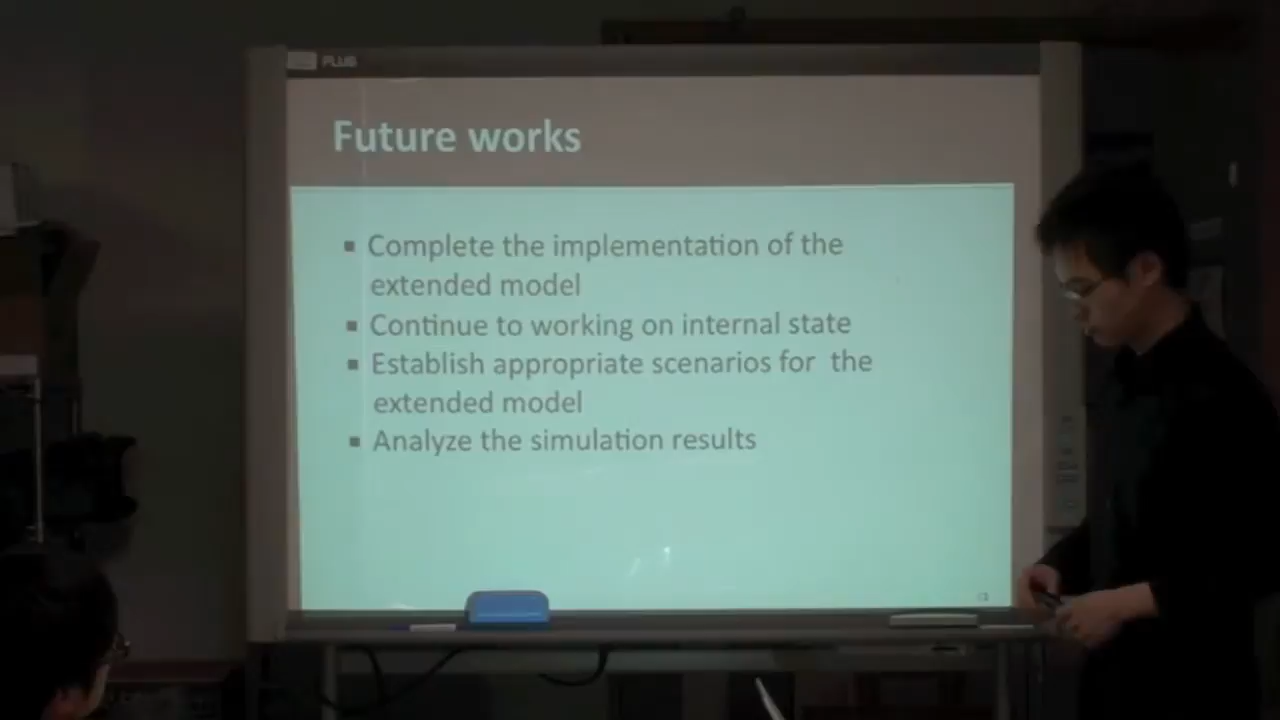 PLUS
Future works
▪ Complete the implementation of the
extended model
▪ Continue to working on internal state
▪ Establish appropriate scenarios for the
extended model
▪ Analyze the simulation results